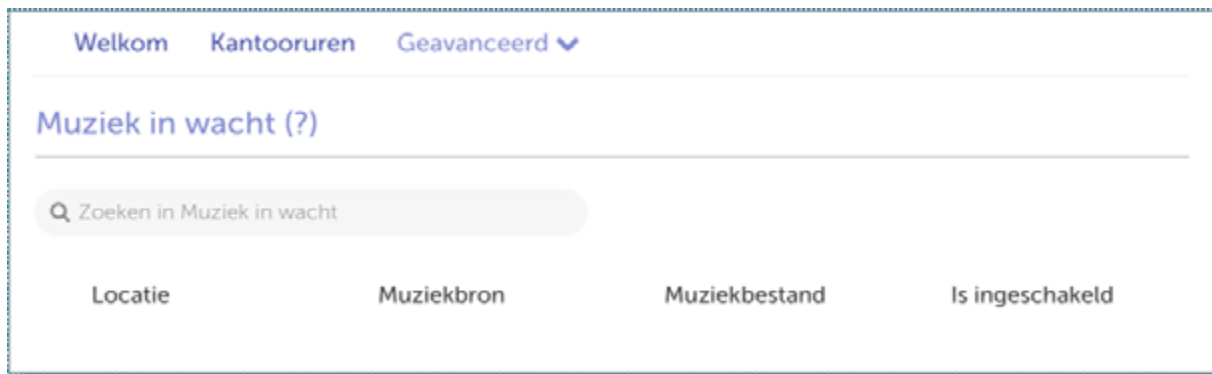 Welkom Kantooruren Geavanceerd
Muziek in wacht (?)
Zoeken in Muziek in wacht
Locatie Muziekbron Muziekbestand Is ingeschakeld